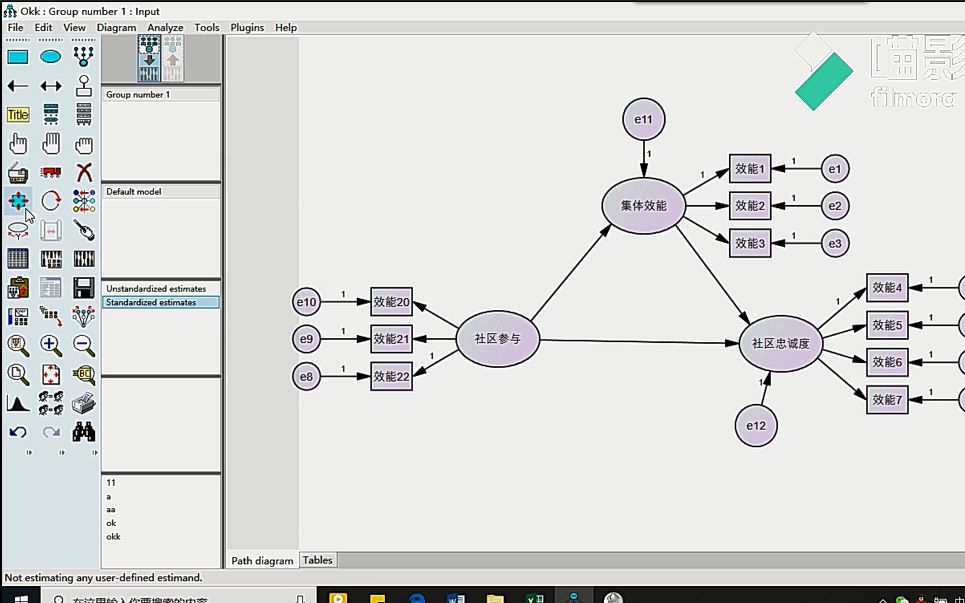 Okk : Group number 1 : Input
File Edit View Diagram Analyze Tools Plugins Help
Title
Group number 1
Default model
Unstandardized estimates
Standardized estimates
11
a
aa
ok
okk
filmora
e11
1
集体效能
1
效能1
1
e1
效能2
1
e2
效能3
1
e3
e10
1
效能20
e9
1
效能21
e8
1
效能22
1
社区参与
社区忠诚度
1
效能4
1
效能5
1
效能6
1
效能7
1
1
e12
Path diagram Tables
Not estimating any user-defined estimand.
在这里输入你要搜索的内容